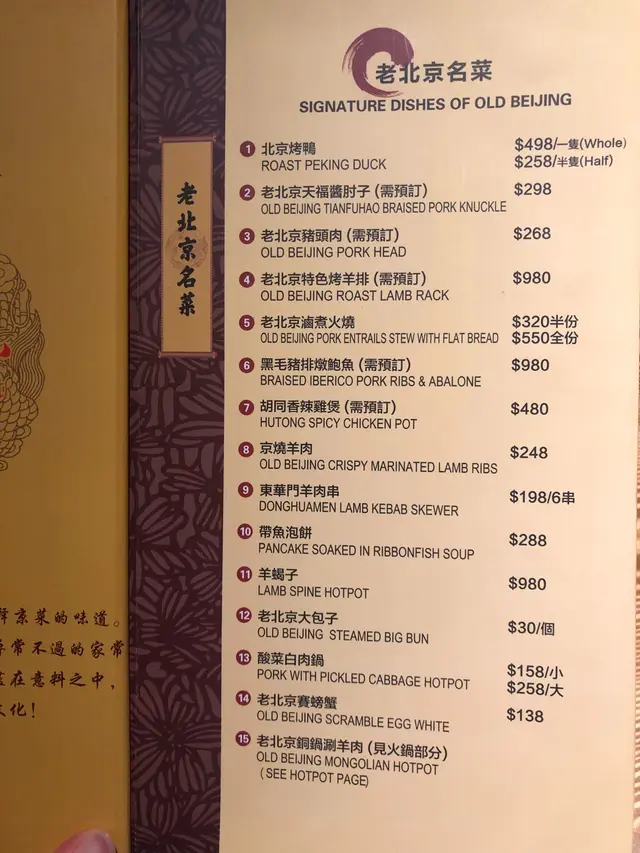 老北京名菜
SIGNATURE DISHES OF OLD BEIJING
老北京名菜
1 北京烤鴨 $498/一隻(Whole)
ROAST PEKING DUCK $258/半隻(Half)
2 老北京天福醬肘子 (需預訂) $298
OLD BEIJING TIANFUHAO BRAISED PORK KNUCKLE
3 老北京豬頭肉 (需預訂) $268
OLD BEIJING PORK HEAD
4 老北京特色烤羊排 (需預訂) $980
OLD BEIJING ROAST LAMB RACK
5 老北京滷煮火燒 $320半份
OLD BEIJING PORK ENTRAILS STEW WITH FLAT BREAD $550全份
6 黑毛豬排燉鮑魚 (需預訂) $980
BRAISED IBERICO PORK RIBS & ABALONE
7 胡同香辣雞煲 (需預訂) $480
HUTONG SPICY CHICKEN POT
8 京燒羊肉 $248
OLD BEIJING CRISPY MARINATED LAMB RIBS
9 東華門羊肉串 $198/6串
DONGHUAMEN LAMB KEBAB SKEWER
10 帶魚泡餅 $288
PANCAKE SOAKED IN RIBBONFISH SOUP
11 羊蝎子 $980
LAMB SPINE HOTPOT
12 老北京大包子 $30/個
OLD BEIJING STEAMED BIG BUN
13 酸菜白肉鍋 $158/小
PORK WITH PICKLED CABBAGE HOTPOT $258/大
14 老北京賽螃蟹 $138
OLD BEIJING SCRAMBLE EGG WHITE
15 老北京銅鍋涮羊肉 (見火鍋部分)
OLD BEIJING MONGOLIAN HOTPOT
(SEE HOTPOT PAGE)
京菜的味道。
常不過的家常
在意料之中，
化！